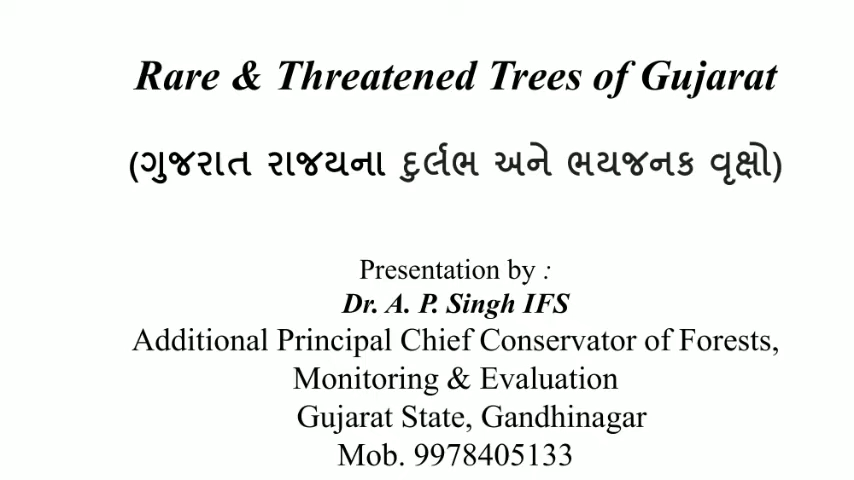 Rare & Threatened Trees of Gujarat
(ગુજરાત રાજયના દુર્લભ અને ભયજનક વૃક્ષો)
Presentation by :
Dr. A. P. Singh IFS
Additional Principal Chief Conservator of Forests,
Monitoring & Evaluation
Gujarat State, Gandhinagar
Mob. 9978405133